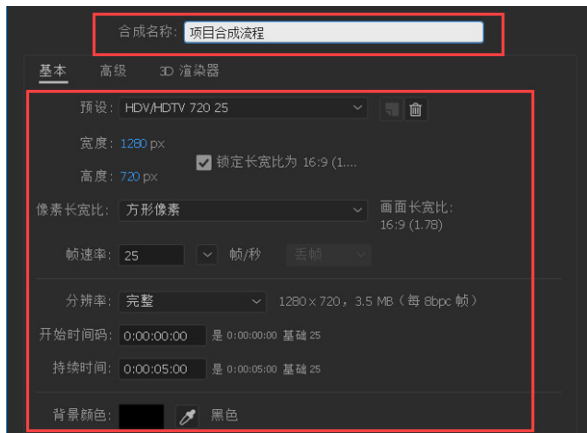 合成名称: 项目合成流程
基本 高级 3D 渲染器
预设: HDV/HDTV 720 25
宽度: 1280 px
锁定长宽比为 16:9 (1....
高度: 720 px
像素长宽比: 方形像素 画面长宽比:
16:9 (1.78)
帧速率: 25 帧/秒 丢帧
分辨率: 完整 1280 x 720，3.5 MB（每 8bpc 帧）
开始时间码: 0:00:00:00 是 0:00:00:00 基础 25
持续时间: 0:00:05:00 是 0:00:05:00 基础 25
背景颜色: 黑色